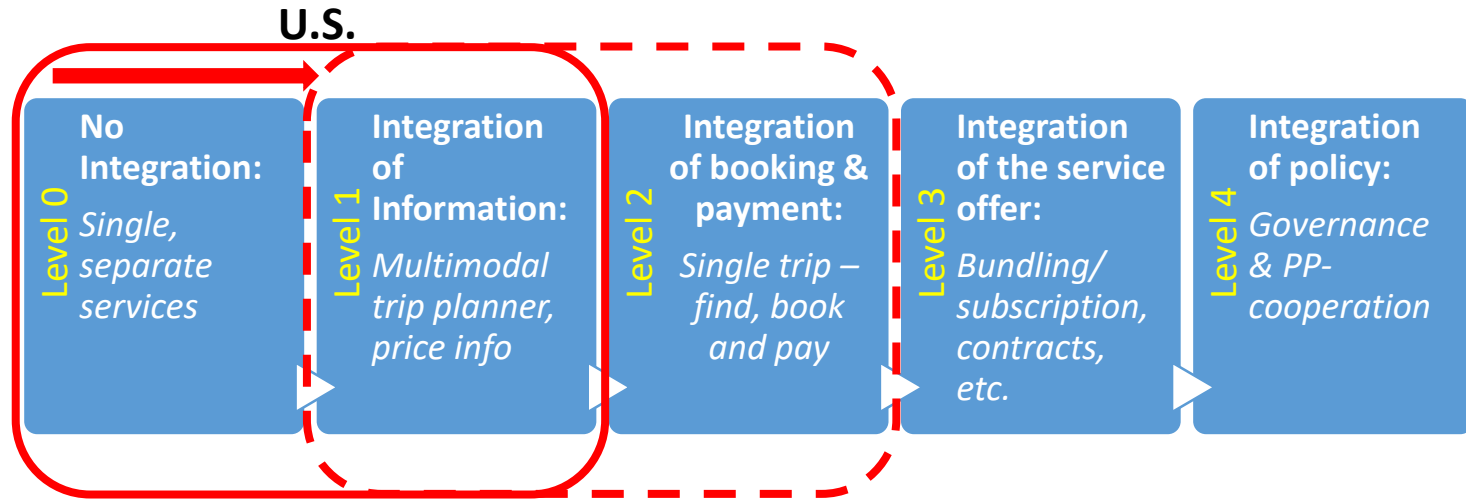 U.S.
Level 0
No
Integration:
Single,
separate
services
Level 1
Integration
of
Information:
Multimodal
trip planner,
price info
Level 2
Integration
of booking &
payment:
Single trip –
find, book
and pay
Level 3
Integration
of the service
offer:
Bundling/
subscription,
contracts,
etc.
Level 4
Integration
of policy:
Governance
& PP-
cooperation